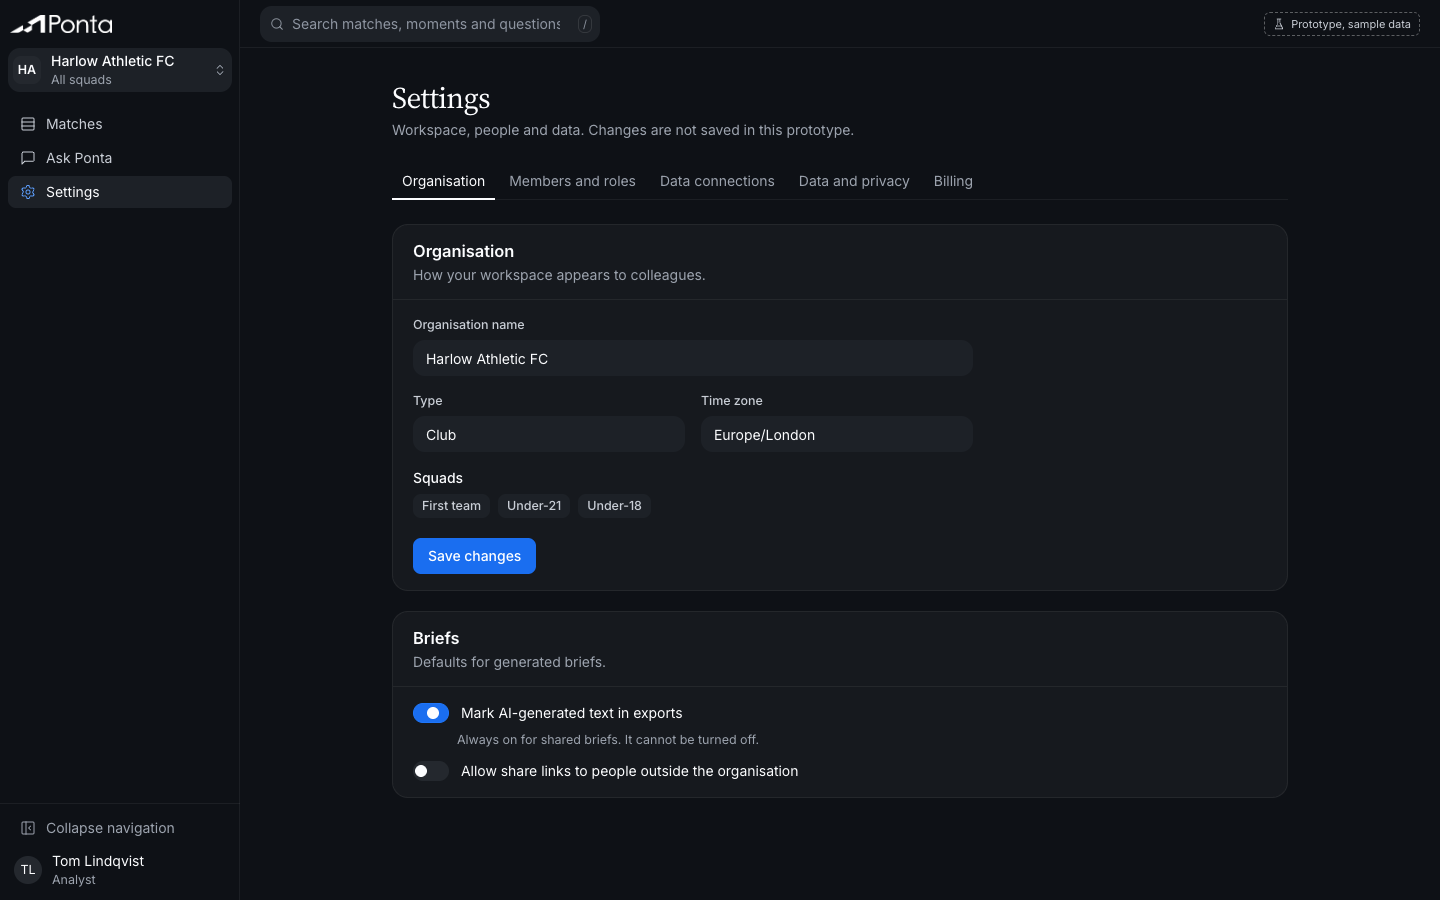 Ponta
Search matches, moments and questions
/
Prototype, sample data
HA
Harlow Athletic FC
All squads
Matches
Ask Ponta
Settings
Settings
Workspace, people and data. Changes are not saved in this prototype.
Organisation
Members and roles
Data connections
Data and privacy
Billing
Organisation
How your workspace appears to colleagues.
Organisation name
Harlow Athletic FC
Type
Time zone
Club
Europe/London
Squads
First team
Under-21
Under-18
Save changes
Briefs
Defaults for generated briefs.
Mark AI-generated text in exports
Always on for shared briefs. It cannot be turned off.
Allow share links to people outside the organisation
Collapse navigation
TL
Tom Lindqvist
Analyst